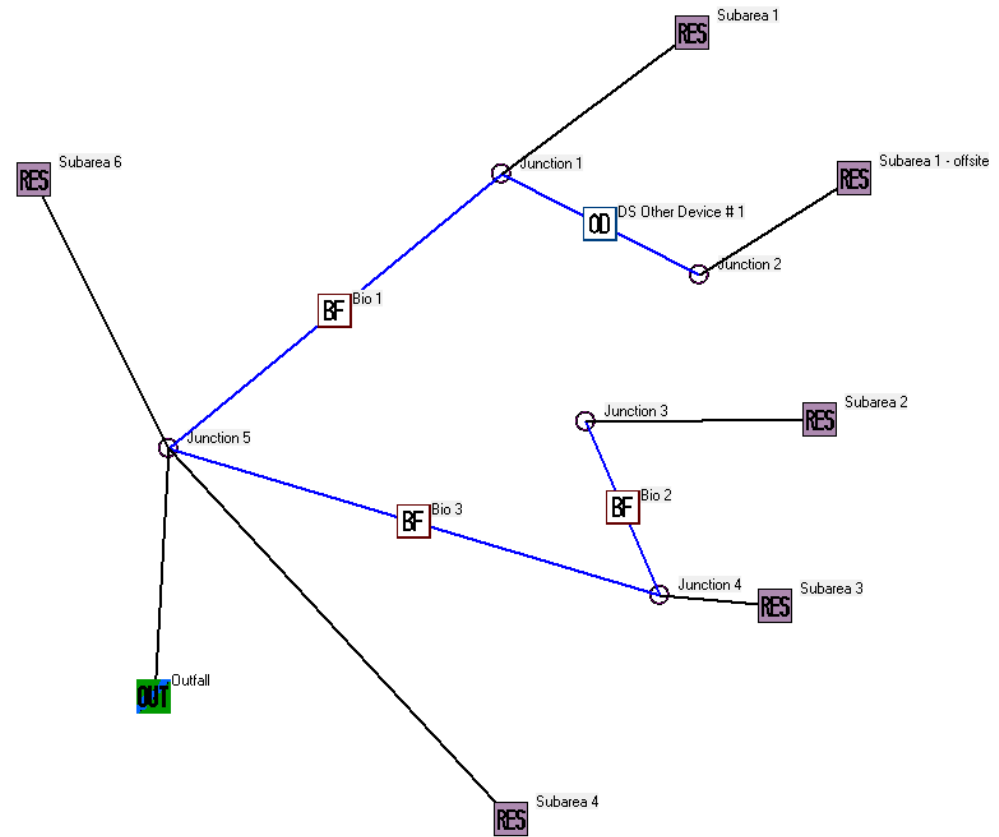 Subarea 1
RES
Junction 1
Subarea 6
RES
Subarea 1 - offsite
RES
DS Other Device # 1
OD
Junction 2
Bio 1
BF
Junction 3
Subarea 2
RES
Junction 5
Bio 2
BF
Bio 3
BF
Junction 4
Subarea 3
RES
Outfall
OUT
Subarea 4
RES